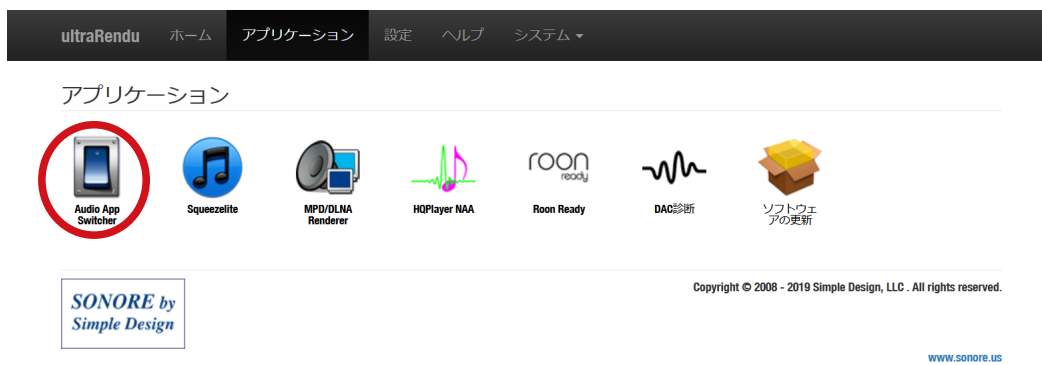 ultraRendu ホーム アプリケーション 設定 ヘルプ システム
アプリケーション
roon
ready
Audio App
Switcher
Squeezelite
MPD/DLNA
Renderer
HQPlayer NAA
Roon Ready
DAC診断
ソフトウェ
アの更新
SONORE by
Simple Design
Copyright © 2008 - 2019 Simple Design, LLC . All rights reserved.
www.sonore.us